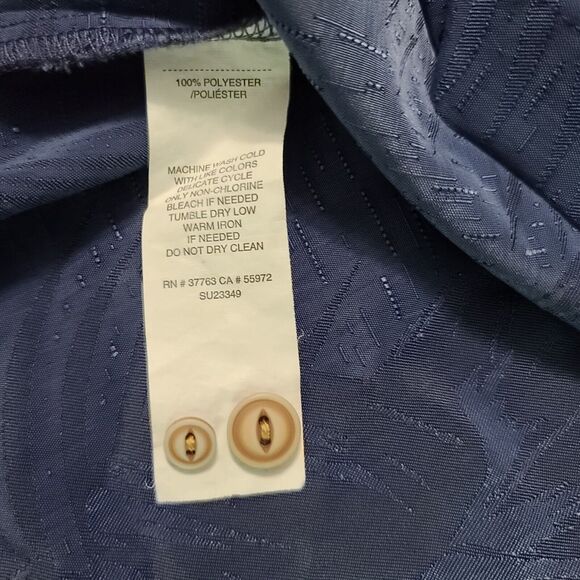 100% POLYESTER
/POLIÉSTER
MACHINE WASH COLD
WITH LIKE COLORS
DELICATE CYCLE
ONLY NON-CHLORINE
BLEACH IF NEEDED
TUMBLE DRY LOW
WARM IRON
IF NEEDED
DO NOT DRY CLEAN
RN # 37763 CA # 55972
SU23349